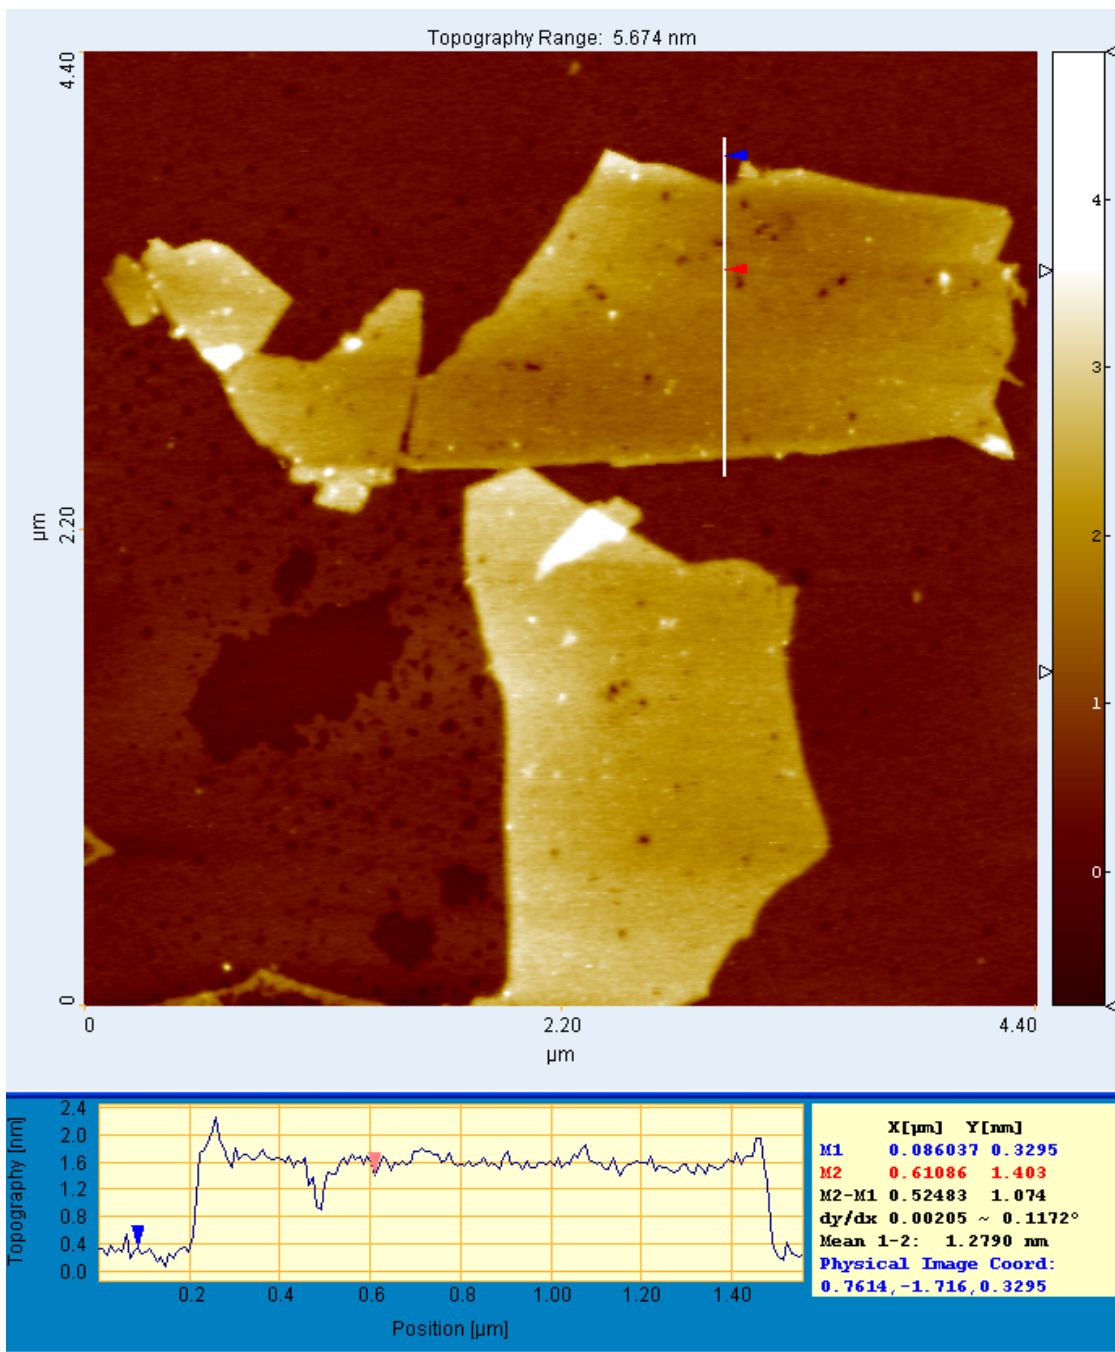 Topography Range: 5.674 nm
4.40
2.20
0
µm
0
2.20
4.40
µm
4
3
2
1
0
Topography [nm]
2.4
2.0
1.6
1.2
0.8
0.4
0.0
0.2
0.4
0.6
0.8
1.00
1.20
1.40
Position [µm]
X[µm] Y[nm]
M1 0.086037 0.3295
M2 0.61086 1.403
M2-M1 0.52483 1.074
dy/dx 0.00205 ~ 0.1172°
Mean 1-2: 1.2790 nm
Physical Image Coord:
0.7614,-1.716,0.3295